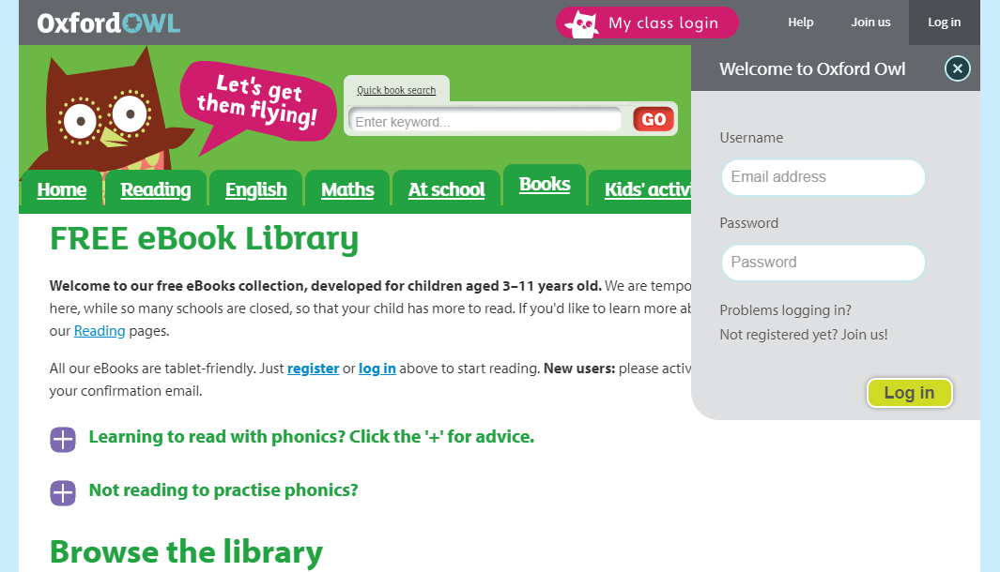 OxfordOWL
My class login
Help
Join us
Log in
Let's get
them flying!
Quick book search
Enter keyword...
GO
Home
Reading
English
Maths
At school
Books
Kids' activ
Welcome to Oxford Owl
Username
Email address
Password
Password
Problems logging in?
Not registered yet? Join us!
Log in
FREE eBook Library
Welcome to our free eBooks collection, developed for children aged 3–11 years old. We are tempo
here, while so many schools are closed, so that your child has more to read. If you'd like to learn more ab
our Reading pages.
All our eBooks are tablet-friendly. Just register or log in above to start reading. New users: please activ
your confirmation email.
Learning to read with phonics? Click the '+' for advice.
Not reading to practise phonics?
Browse the library